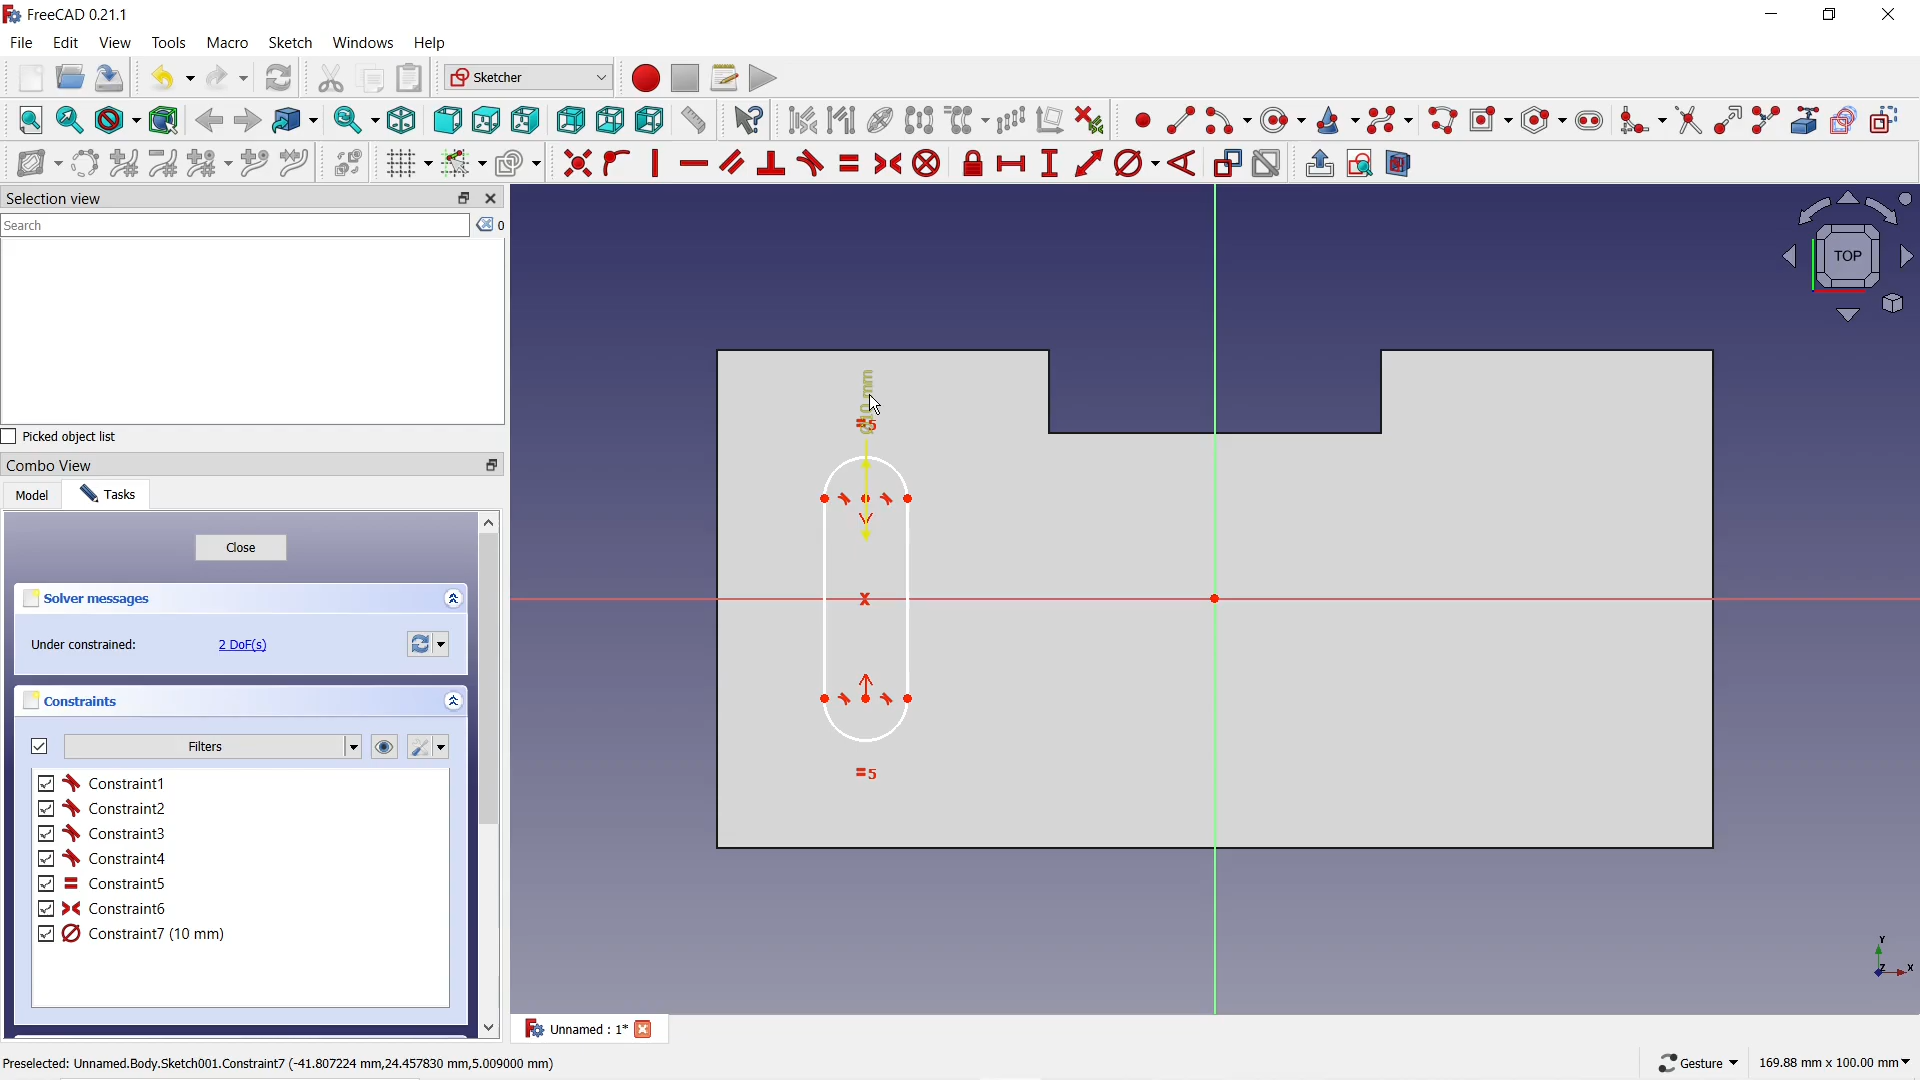 FreeCAD 0.21.1
File Edit View Tools Macro Sketch Windows Help
Sketcher
Selection view
Search
0
Picked object list
Combo View
Model Tasks
Close
Solver messages
Under constrained: 2 DoF(s)
Constraints
Filters
Constraint1
Constraint2
Constraint3
Constraint4
Constraint5
Constraint6
Constraint7 (10 mm)
TOP
5
5
Y
Z X
Unnamed : 1*
Preselected: Unnamed.Body.Sketch001.Constraint7 (-41.807224 mm,24.457830 mm,5.009000 mm)
Gesture 169.88 mm x 100.00 mm